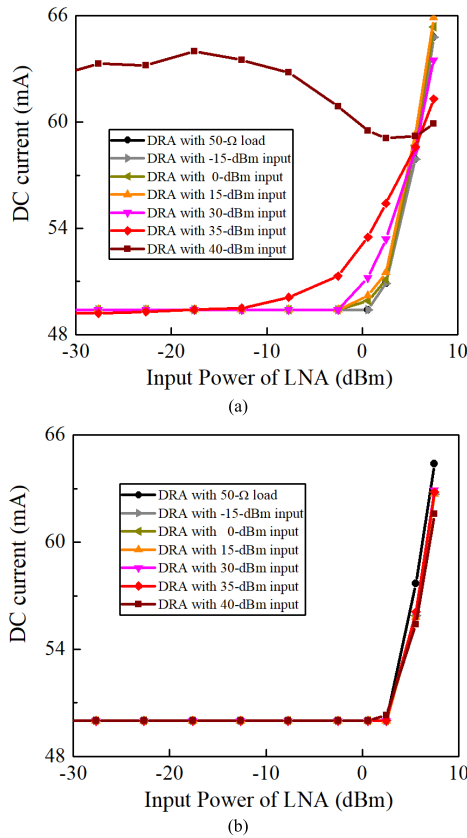 66
60
54
48
DC current (mA)
DRA with 50-Ω load
DRA with -15-dBm input
DRA with 0-dBm input
DRA with 15-dBm input
DRA with 30-dBm input
DRA with 35-dBm input
DRA with 40-dBm input
-30 -20 -10 0 10
Input Power of LNA (dBm)
(a)
66
60
54
48
DC current (mA)
DRA with 50-Ω load
DRA with -15-dBm input
DRA with 0-dBm input
DRA with 15-dBm input
DRA with 30-dBm input
DRA with 35-dBm input
DRA with 40-dBm input
-30 -20 -10 0 10
Input Power of LNA (dBm)
(b)